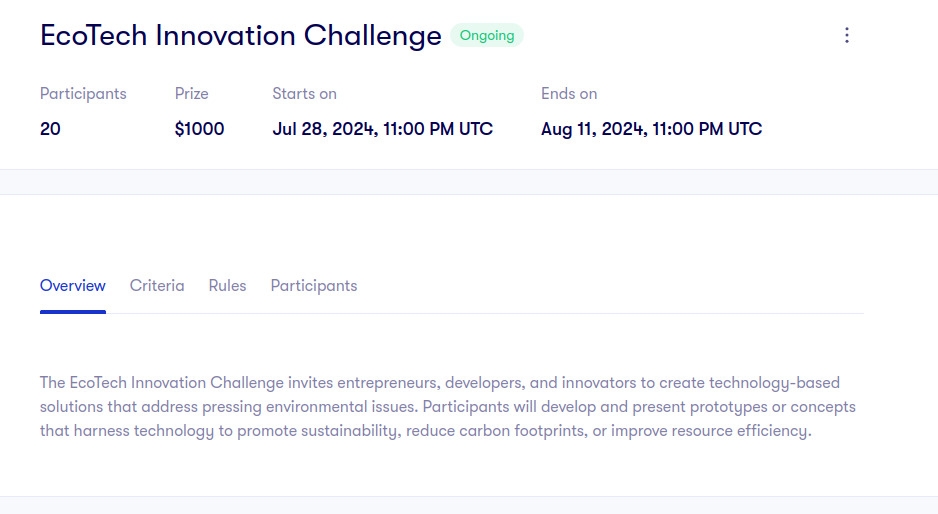 EcoTech Innovation Challenge Ongoing
Participants Prize Starts on Ends on
20 $1000 Jul 28, 2024, 11:00 PM UTC Aug 11, 2024, 11:00 PM UTC
Overview Criteria Rules Participants
The EcoTech Innovation Challenge invites entrepreneurs, developers, and innovators to create technology-based
solutions that address pressing environmental issues. Participants will develop and present prototypes or concepts
that harness technology to promote sustainability, reduce carbon footprints, or improve resource efficiency.